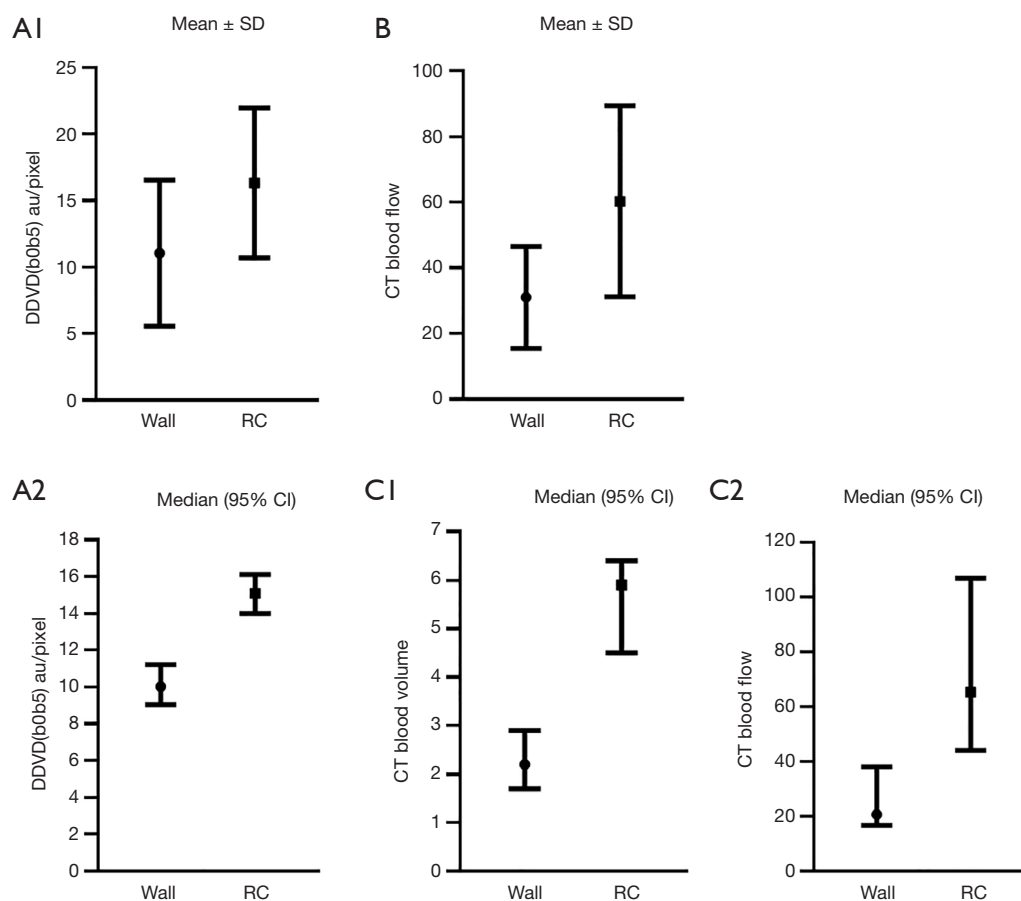 A1
Mean ± SD
DDVD(b0b5) au/pixel
25
20
15
10
5
0
Wall RC
B
Mean ± SD
CT blood flow
100
80
60
40
20
0
Wall RC
A2
Median (95% CI)
DDVD(b0b5) au/pixel
18
16
14
12
10
8
6
4
2
0
Wall RC
C1
Median (95% CI)
CT blood volume
7
6
5
4
3
2
1
0
Wall RC
C2
Median (95% CI)
CT blood flow
120
100
80
60
40
20
0
Wall RC